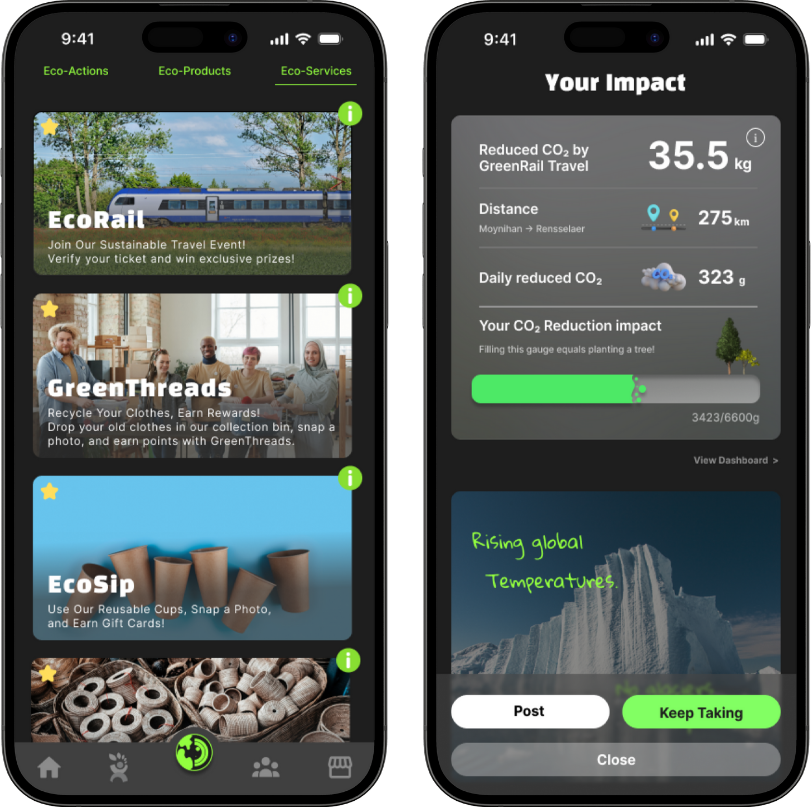 9:41
Eco-Actions Eco-Products Eco-Services
EcoRail
Join Our Sustainable Travel Event!
Verify your ticket and win exclusive prizes!
GreenThreads
Recycle Your Clothes, Earn Rewards!
Drop your old clothes in our collection bin, snap a
photo, and earn points with GreenThreads.
EcoSip
Use Our Reusable Cups, Snap a Photo,
and Earn Gift Cards!
9:41
Your Impact
Reduced CO₂ by
GreenRail Travel
35.5 kg
Distance
Moynihan → Rensselaer
275 km
Daily reduced CO₂
323 g
Your CO₂ Reduction impact
Filling this gauge equals planting a tree!
3423/6600g
View Dashboard >
Rising global
Temperatures.
Post
Keep Taking
Close